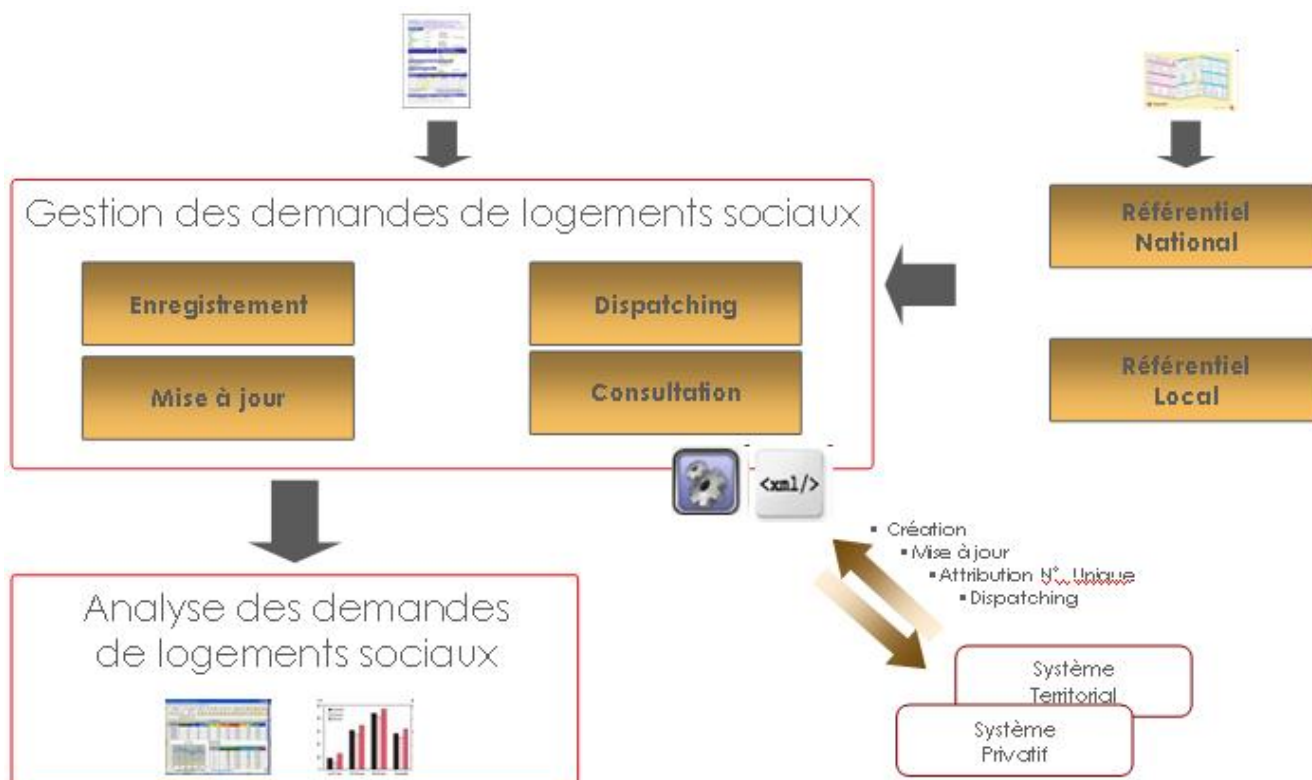 Gestion des demandes de logements sociaux
Enregistrement
Dispatching
Mise à jour
Consultation
Référentiel
National
Référentiel
Local
<xml/>
Création
Mise à jour
Attribution N° Unique
Dispatching
Analyse des demandes
de logements sociaux
Système
Territorial
Système
Privatif